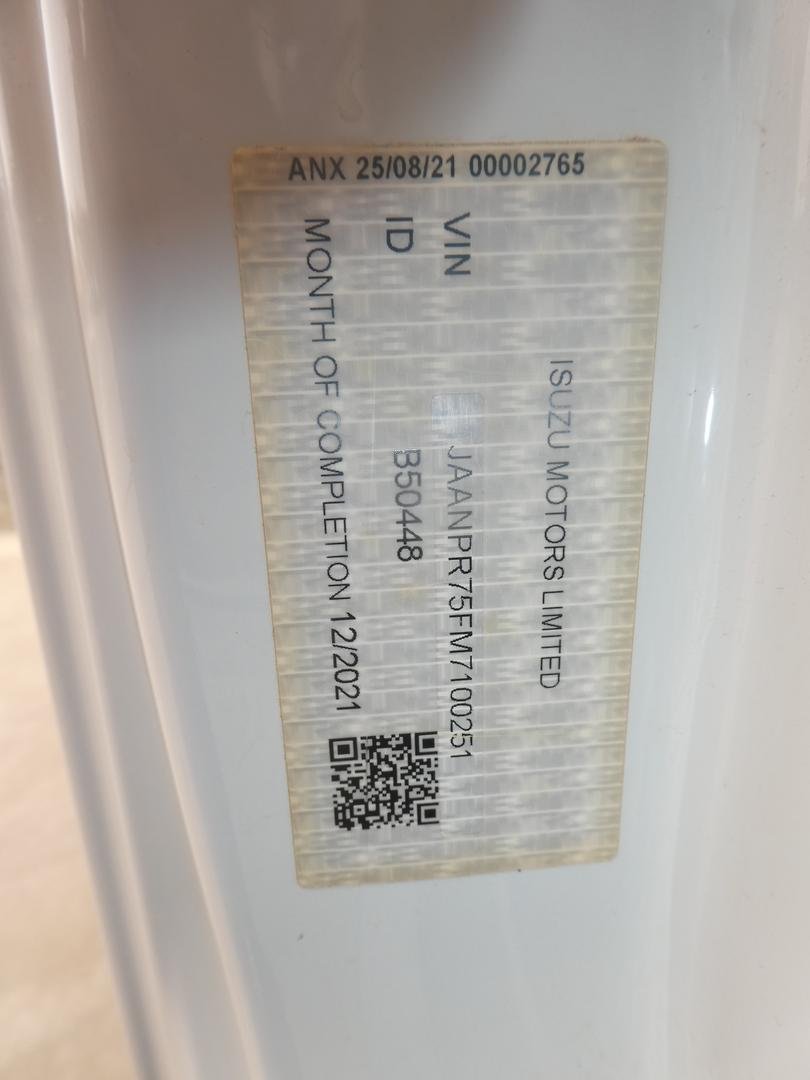 ANX 25/08/21 00002765
ISUZU MOTORS LIMITED
VIN JAANPR75FM7100251
ID B50448
MONTH OF COMPLETION 12/2021